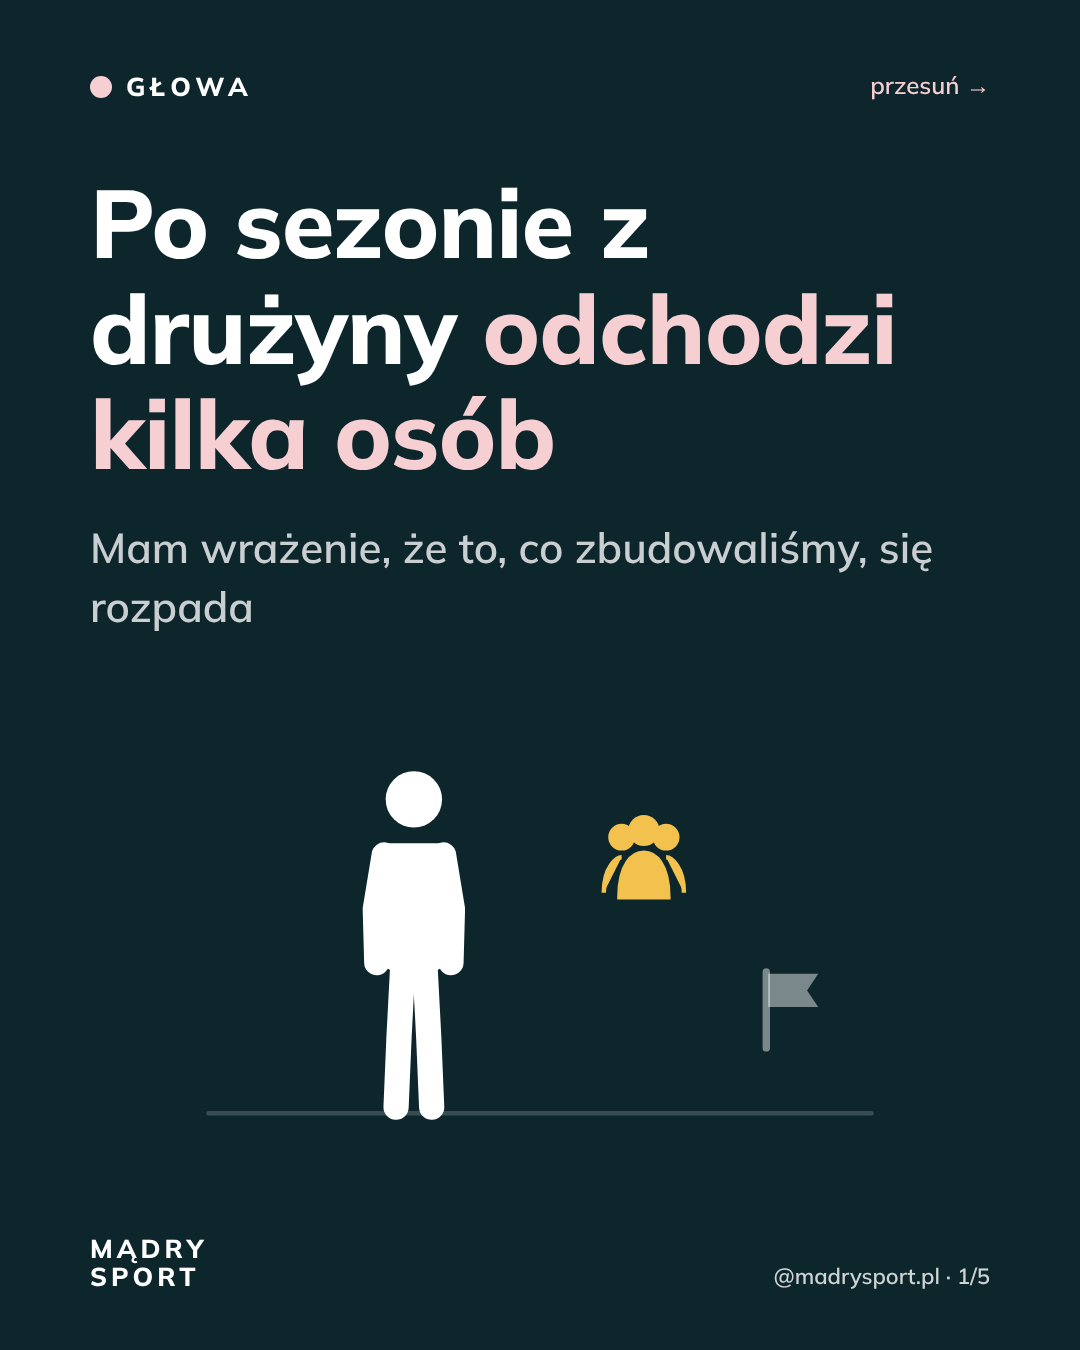 GŁOWA
przesuń →
Po sezonie z
drużyny odchodzi
kilka osób
Mam wrażenie, że to, co zbudowaliśmy, się
rozpada
MĄDRY
SPORT
@madrysport.pl · 1/5